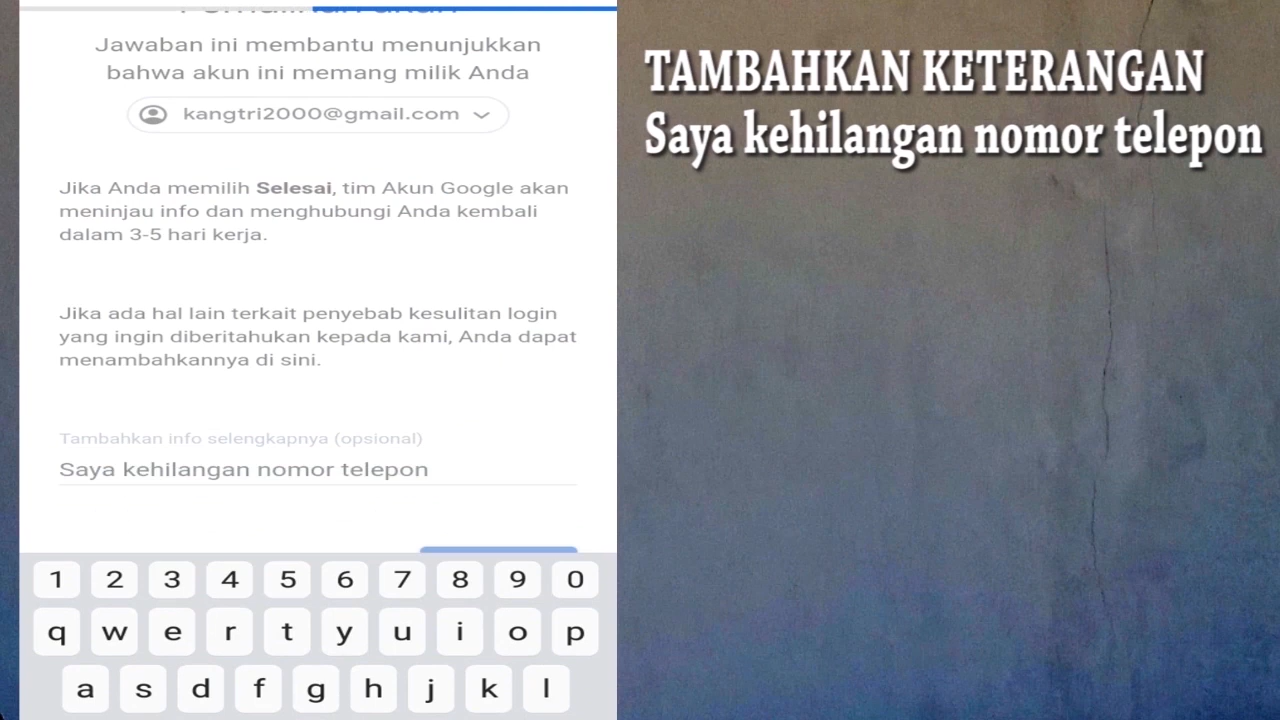 Jawaban ini membantu menunjukkan
bahwa akun ini memang milik Anda
kangtri2000@gmail.com
Jika Anda memilih Selesai, tim Akun Google akan
meninjau info dan menghubungi Anda kembali
dalam 3-5 hari kerja.
Jika ada hal lain terkait penyebab kesulitan login
yang ingin diberitahukan kepada kami, Anda dapat
menambahkannya di sini.
Tambahkan info selengkapnya (opsional)
Saya kehilangan nomor telepon
1 2 3 4 5 6 7 8 9 0
q w e r t y u i o p
a s d f g h j k l
TAMBAHKAN KETERANGAN
Saya kehilangan nomor telepon